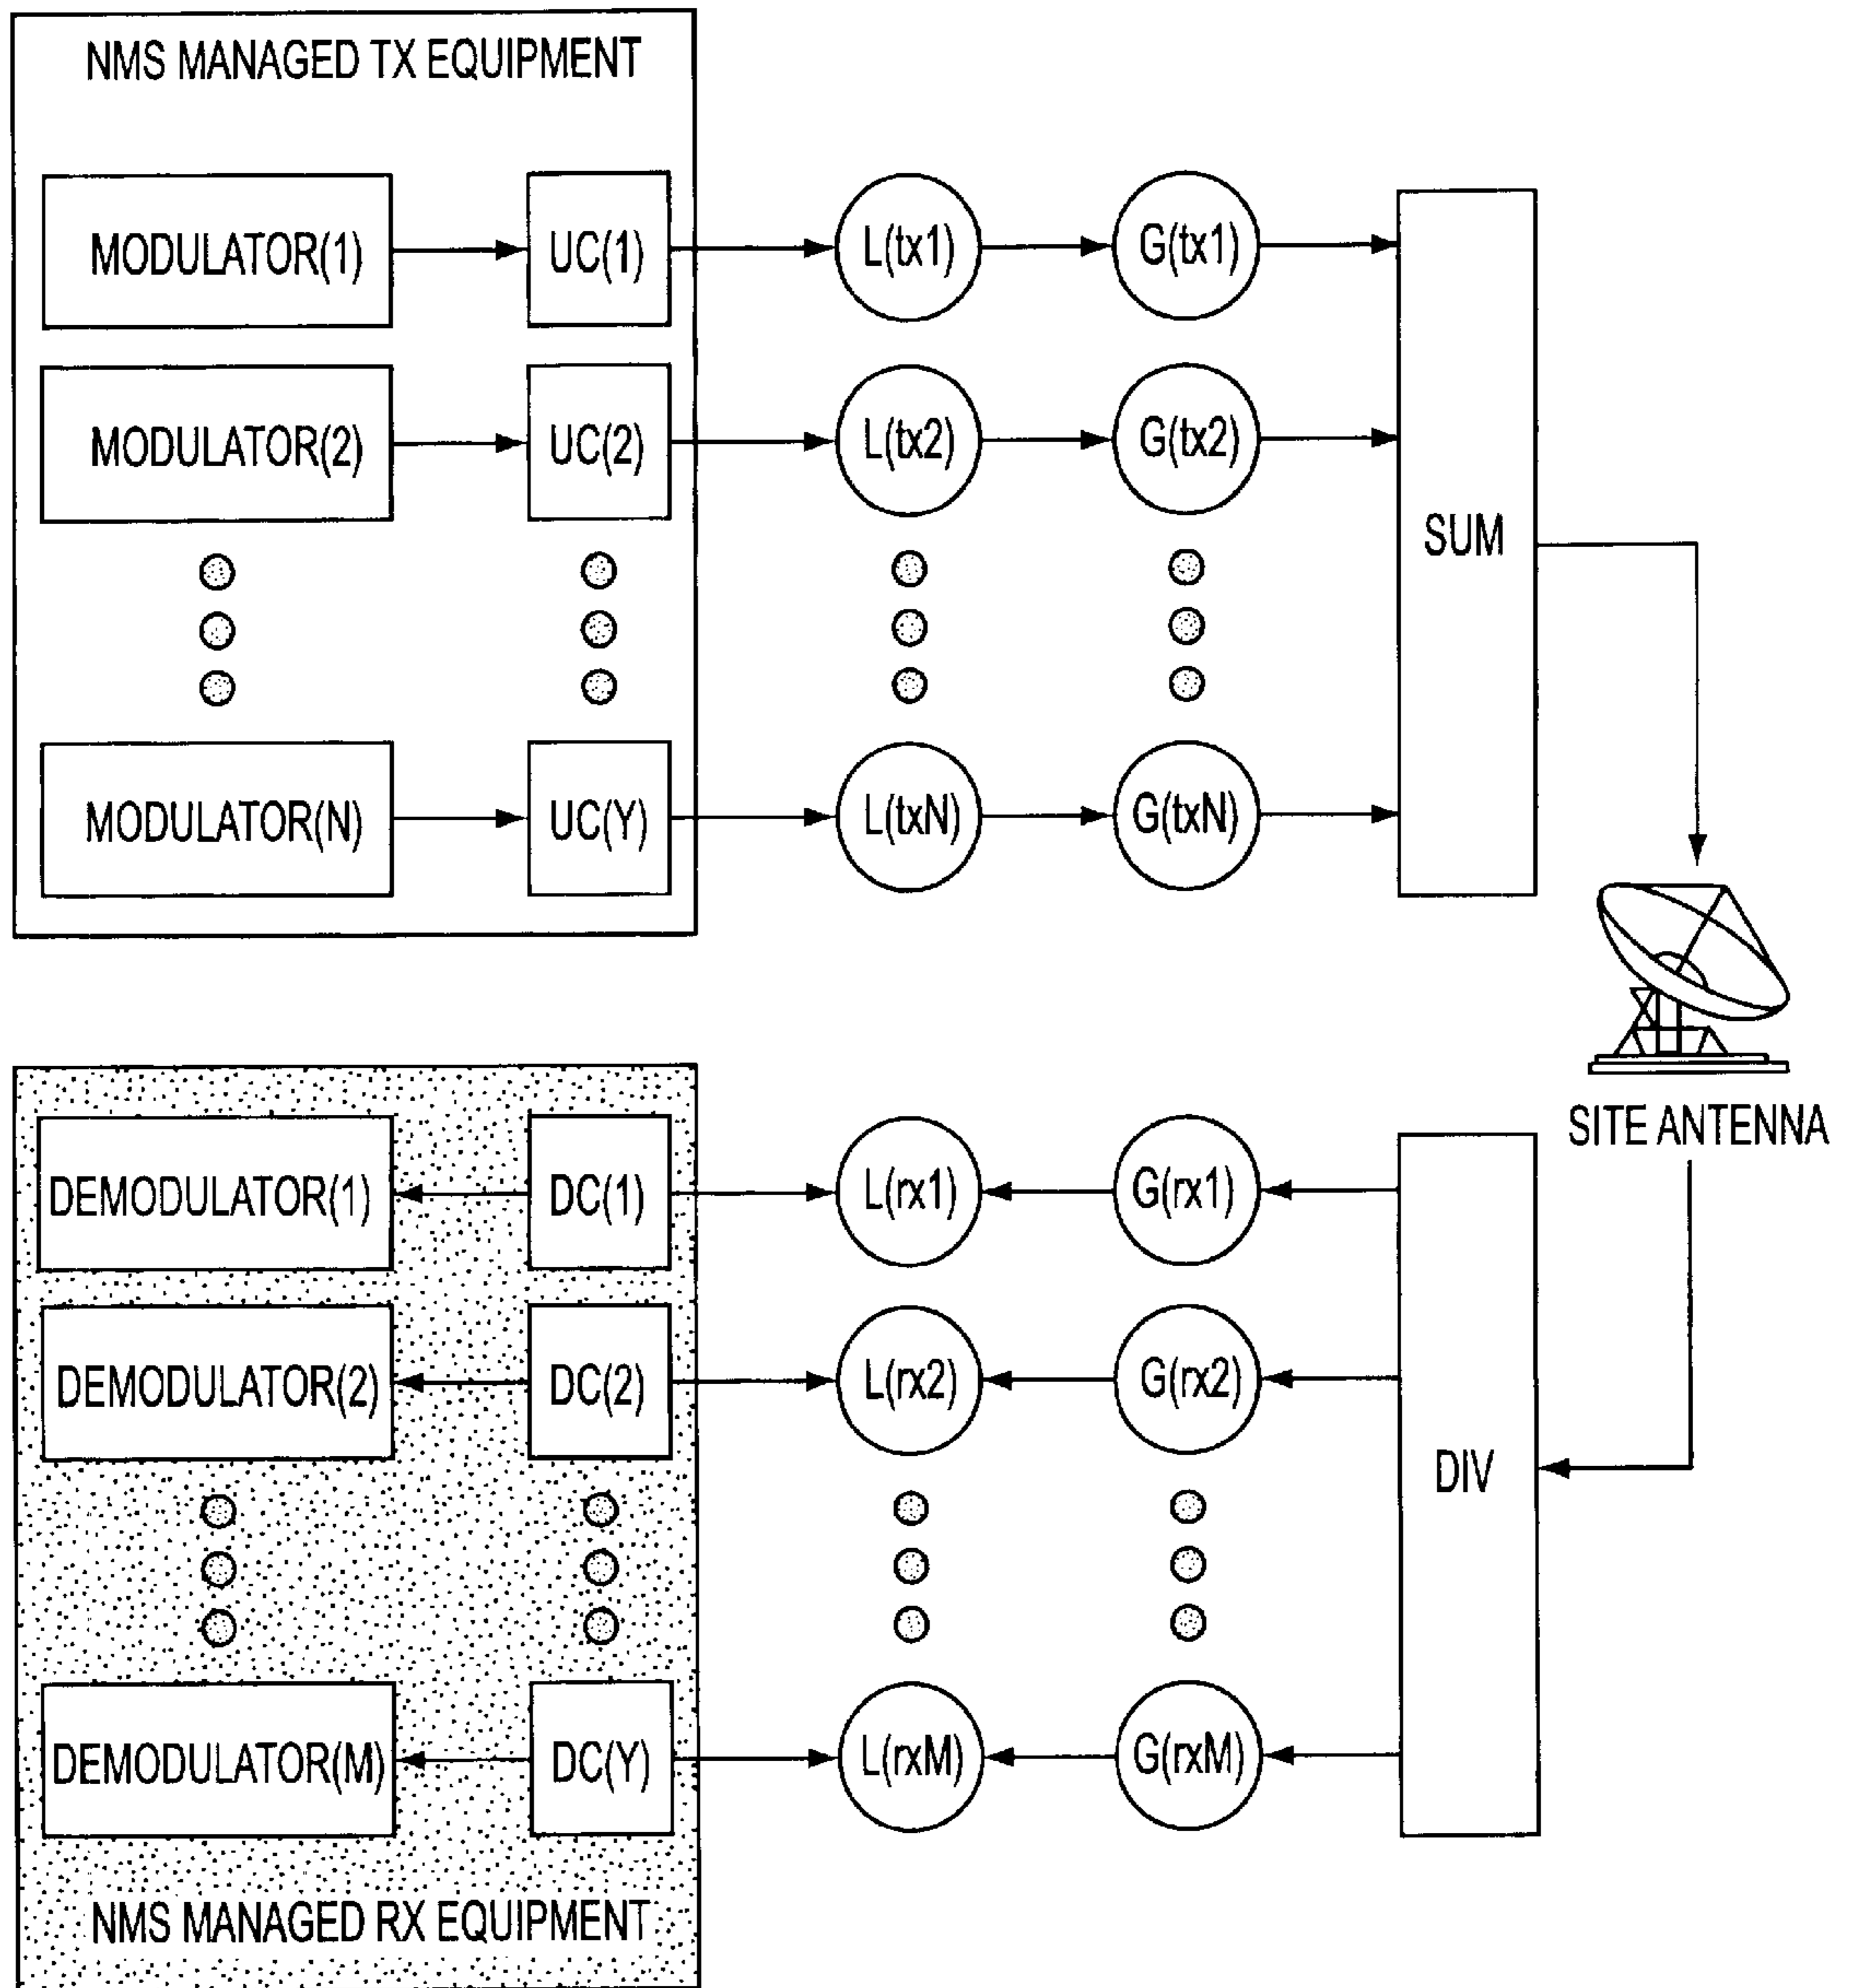 NMS MANAGED TX EQUIPMENT
MODULATOR(1) UC(1) L(tx1) G(tx1)
MODULATOR(2) UC(2) L(tx2) G(tx2)
SUM
MODULATOR(N) UC(Y) L(txN) G(txN)
SITE ANTENNA
DEMODULATOR(1) DC(1) L(rx1) G(rx1)
DEMODULATOR(2) DC(2) L(rx2) G(rx2)
DIV
DEMODULATOR(M) DC(Y) L(rxM) G(rxM)
NMS MANAGED RX EQUIPMENT